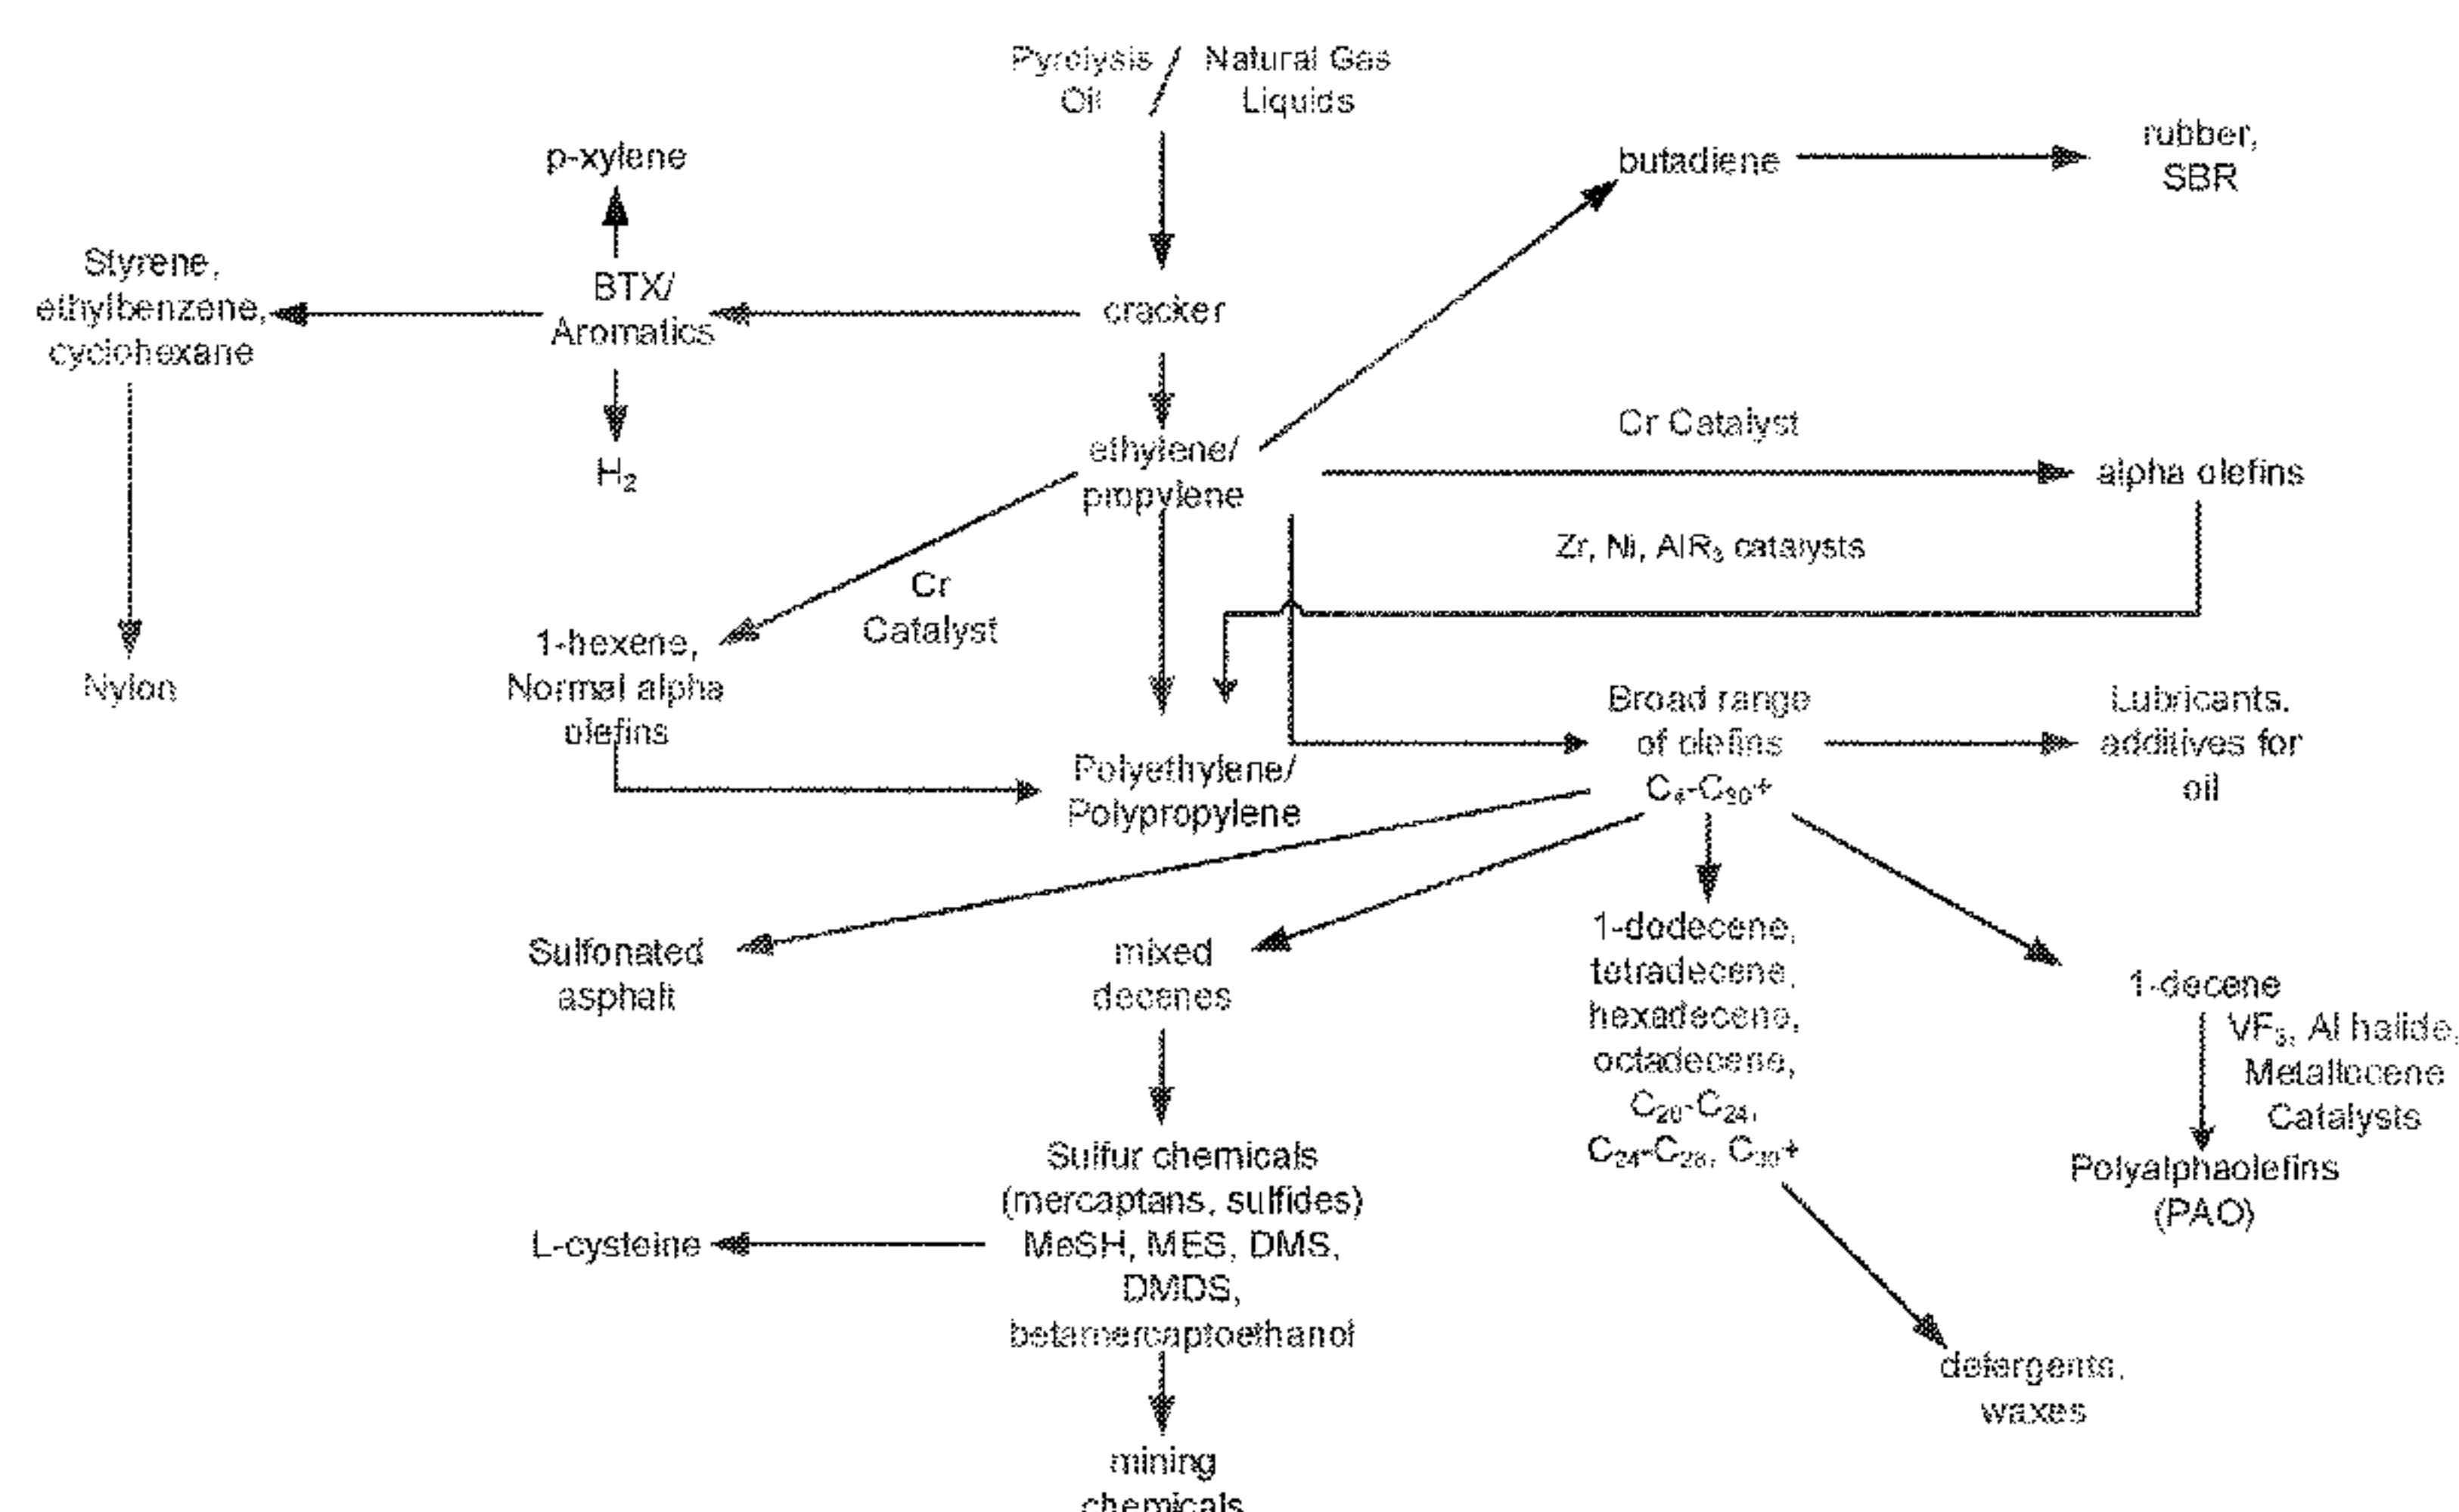 Pyrolysis / Natural Gas
Oil Liquids
p-xylene
butadiene
rubber,
SBR
Styrene,
ethylbenzene,
cyclohexane
BTX/
Aromatics
cracker
H₂
ethylene/
propylene
Cr Catalyst
alpha olefins
Zr, Ni, AlR₃ catalysts
Cr
Catalyst
1-hexene,
Normal alpha
olefins
Nylon
Polyethylene/
Polypropylene
Broad range
of olefins
C₄-C₃₀+
Lubricants,
additives for
oil
Sulfonated
asphalt
mixed
decenes
1-dodecene,
tetradecene,
hexadecene,
octadecene,
C₂₀-C₂₄,
C₂₄-C₂₈, C₃₀+
1-decene
VF₃, Al halide,
Metallocene
Catalysts
Polyalphaolefins
(PAO)
Sulfur chemicals
(mercaptans, sulfides)
MeSH, MES, DMS,
DMDS,
betamercaptoethanol
L-cysteine
detergents,
waxes
mining
chemicals